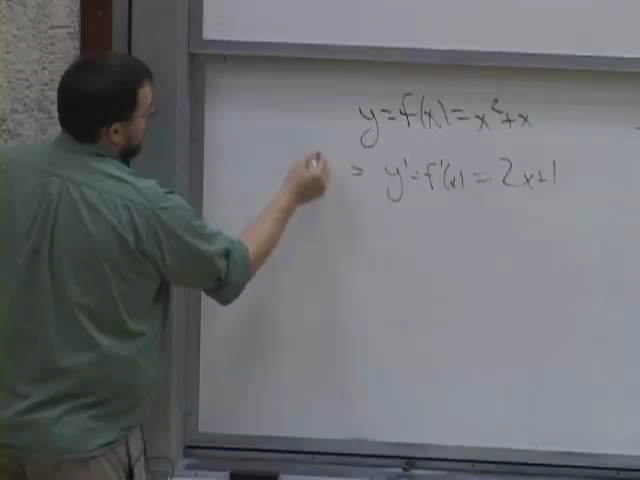 y = f(x) = x² + x
⇒ y' = f'(x) = 2x+1